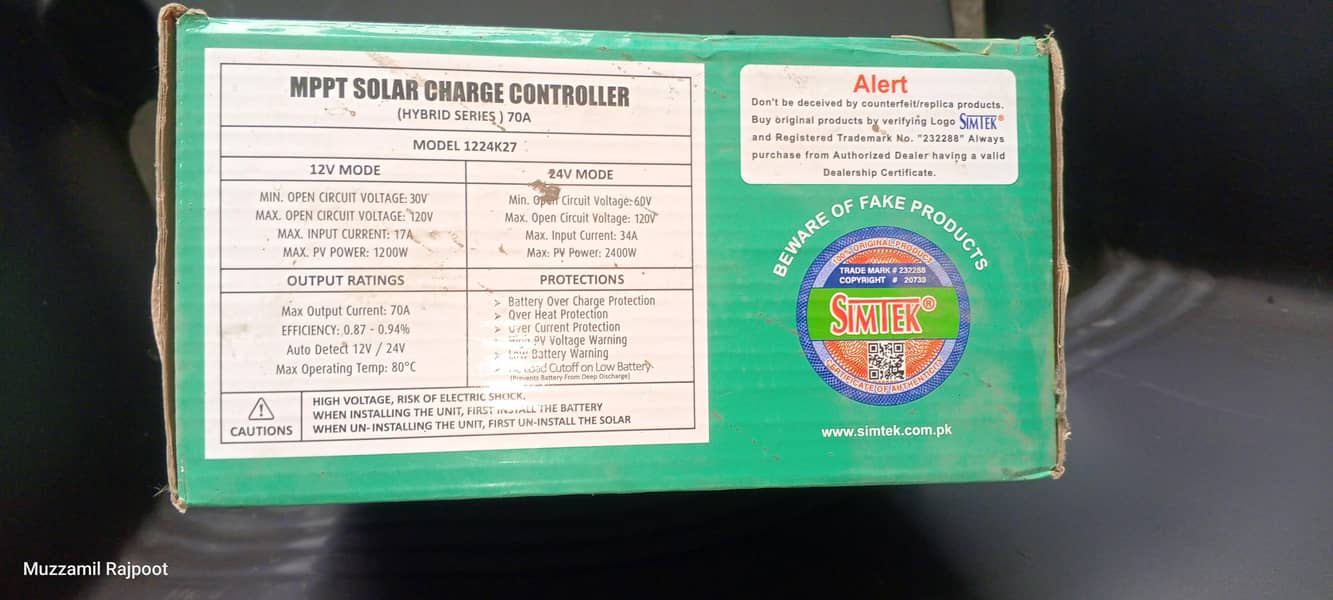 MPPT SOLAR CHARGE CONTROLLER
(HYBRID SERIES ) 70A
MODEL 1224K27
12V MODE
MIN. OPEN CIRCUIT VOLTAGE: 30V
MAX. OPEN CIRCUIT VOLTAGE: 120V
MAX. INPUT CURRENT: 17A
MAX. PV POWER: 1200W
24V MODE
Min. Open Circuit Voltage: 60V
Max. Open Circuit Voltage: 120V
Max. Input Current: 34A
Max: PV Power: 2400W
OUTPUT RATINGS
Max Output Current: 70A
EFFICIENCY: 0.87 - 0.94%
Auto Detect 12V / 24V
Max Operating Temp: 80°C
PROTECTIONS
➤ Battery Over Charge Protection
➤ Over Heat Protection
➤ Over Current Protection
➤ High PV Voltage Warning
➤ Low Battery Warning
➤ Load Cutoff on Low Battery
(Prevents Battery From Deep Discharge)
CAUTIONS
HIGH VOLTAGE, RISK OF ELECTRIC SHOCK.
WHEN INSTALLING THE UNIT, FIRST INSTALL THE BATTERY
WHEN UN-INSTALLING THE UNIT, FIRST UN-INSTALL THE SOLAR
Alert
Don't be deceived by counterfeit/replica products.
Buy original products by verifying Logo SIMTEK®
and Registered Trademark No. "232288" Always
purchase from Authorized Dealer having a valid
Dealership Certificate.
BEWARE OF FAKE PRODUCTS
100% ORIGINAL PRODUCT
TRADE MARK # 232288
COPYRIGHT # 20739
SIMTEK®
CERTIFICATE OF AUTHENTICITY
www.simtek.com.pk
Muzzamil Rajpoot